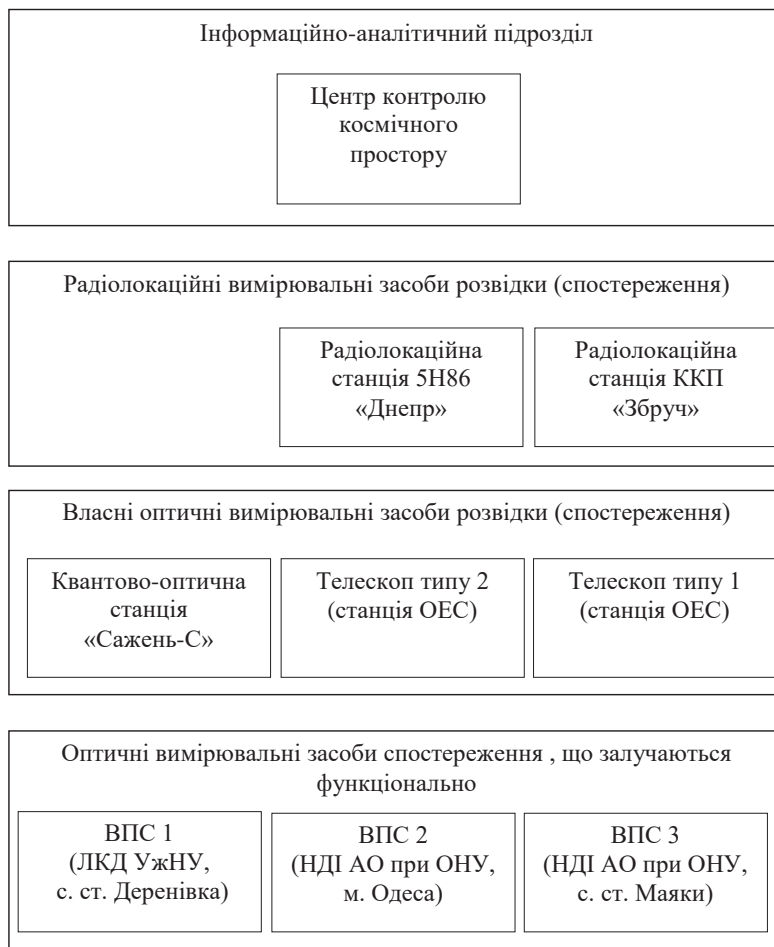 Інформаційно-аналітичний підрозділ
Центр контролю
космічного
простору
Радіолокаційні вимірювальні засоби розвідки (спостереження)
Радіолокаційна
станція 5Н86
«Днепр»
Радіолокаційна
станція ККП
«Збруч»
Власні оптичні вимірювальні засоби розвідки (спостереження)
Квантово-оптична
станція
«Сажень-С»
Телескоп типу 2
(станція ОЕС)
Телескоп типу 1
(станція ОЕС)
Оптичні вимірювальні засоби спостереження , що залучаються
функціонально
ВПС 1
(ЛКД УжНУ,
с. ст. Деренівка)
ВПС 2
(НДІ АО при ОНУ,
м. Одеса)
ВПС 3
(НДІ АО при ОНУ,
с. ст. Маяки)